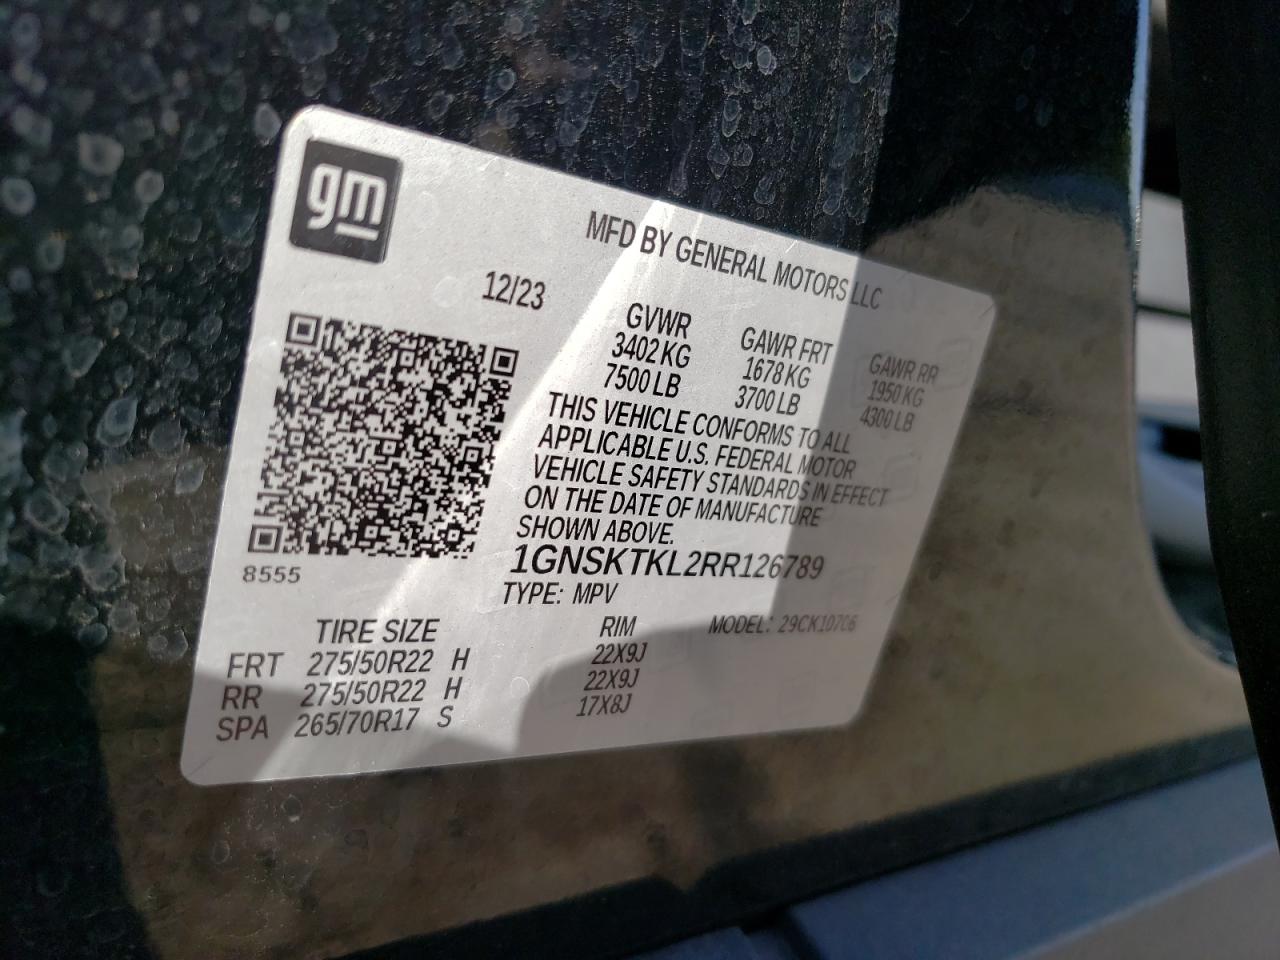 gm
MFD BY GENERAL MOTORS LLC
12/23
GVWR GAWR FRT GAWR RR
3402 KG 1678 KG 1950 KG
7500 LB 3700 LB 4300 LB
THIS VEHICLE CONFORMS TO ALL
APPLICABLE U.S. FEDERAL MOTOR
VEHICLE SAFETY STANDARDS IN EFFECT
ON THE DATE OF MANUFACTURE
SHOWN ABOVE.
1GNSKTKL2RR126789
8555
TYPE: MPV
MODEL: 29CK10706
TIRE SIZE RIM
FRT 275/50R22 H 22X9J
RR 275/50R22 H 22X9J
SPA 265/70R17 S 17X8J